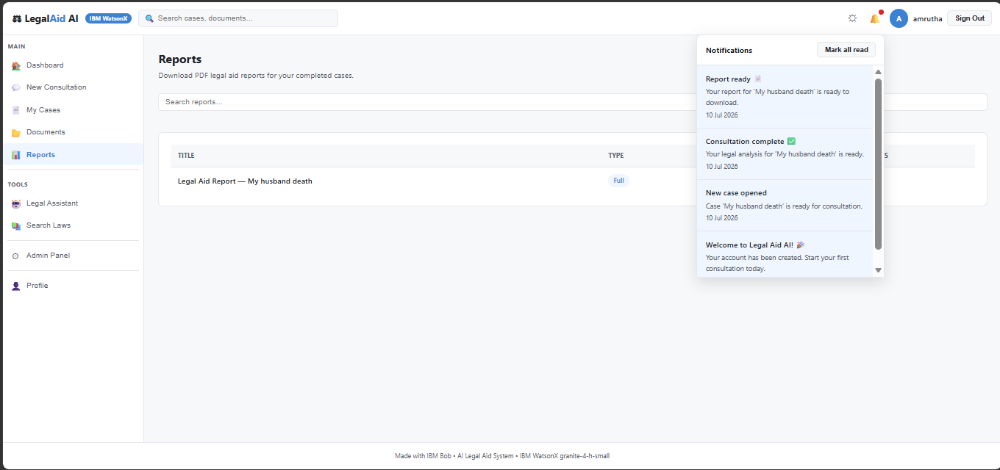 LegalAid AI IBM WatsonX Search cases, documents... amrutha Sign Out
A
MAIN
Dashboard
New Consultation
My Cases
Documents
Reports
TOOLS
Legal Assistant
Search Laws
Admin Panel
Profile
Reports
Download PDF legal aid reports for your completed cases.
Search reports...
TITLE TYPE S
Legal Aid Report — My husband death Full
Notifications Mark all read
Report ready
Your report for 'My husband death' is ready to
download.
10 Jul 2026
Consultation complete
Your legal analysis for 'My husband death' is ready.
10 Jul 2026
New case opened
Case 'My husband death' is ready for consultation.
10 Jul 2026
Welcome to Legal Aid AI!
Your account has been created. Start your first
consultation today.
Made with IBM Bob • AI Legal Aid System • IBM WatsonX granite-4-h-small